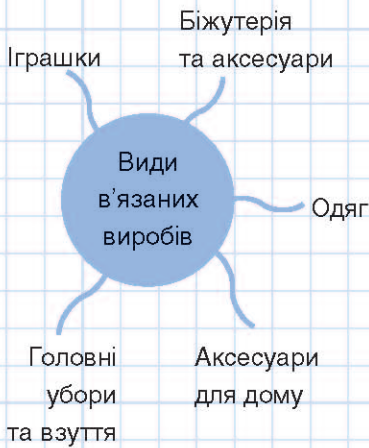 Біжутерія
та аксесуари
Іграшки
Види
в'язаних
виробів
Одяг
Головні
убори
та взуття
Аксесуари
для дому